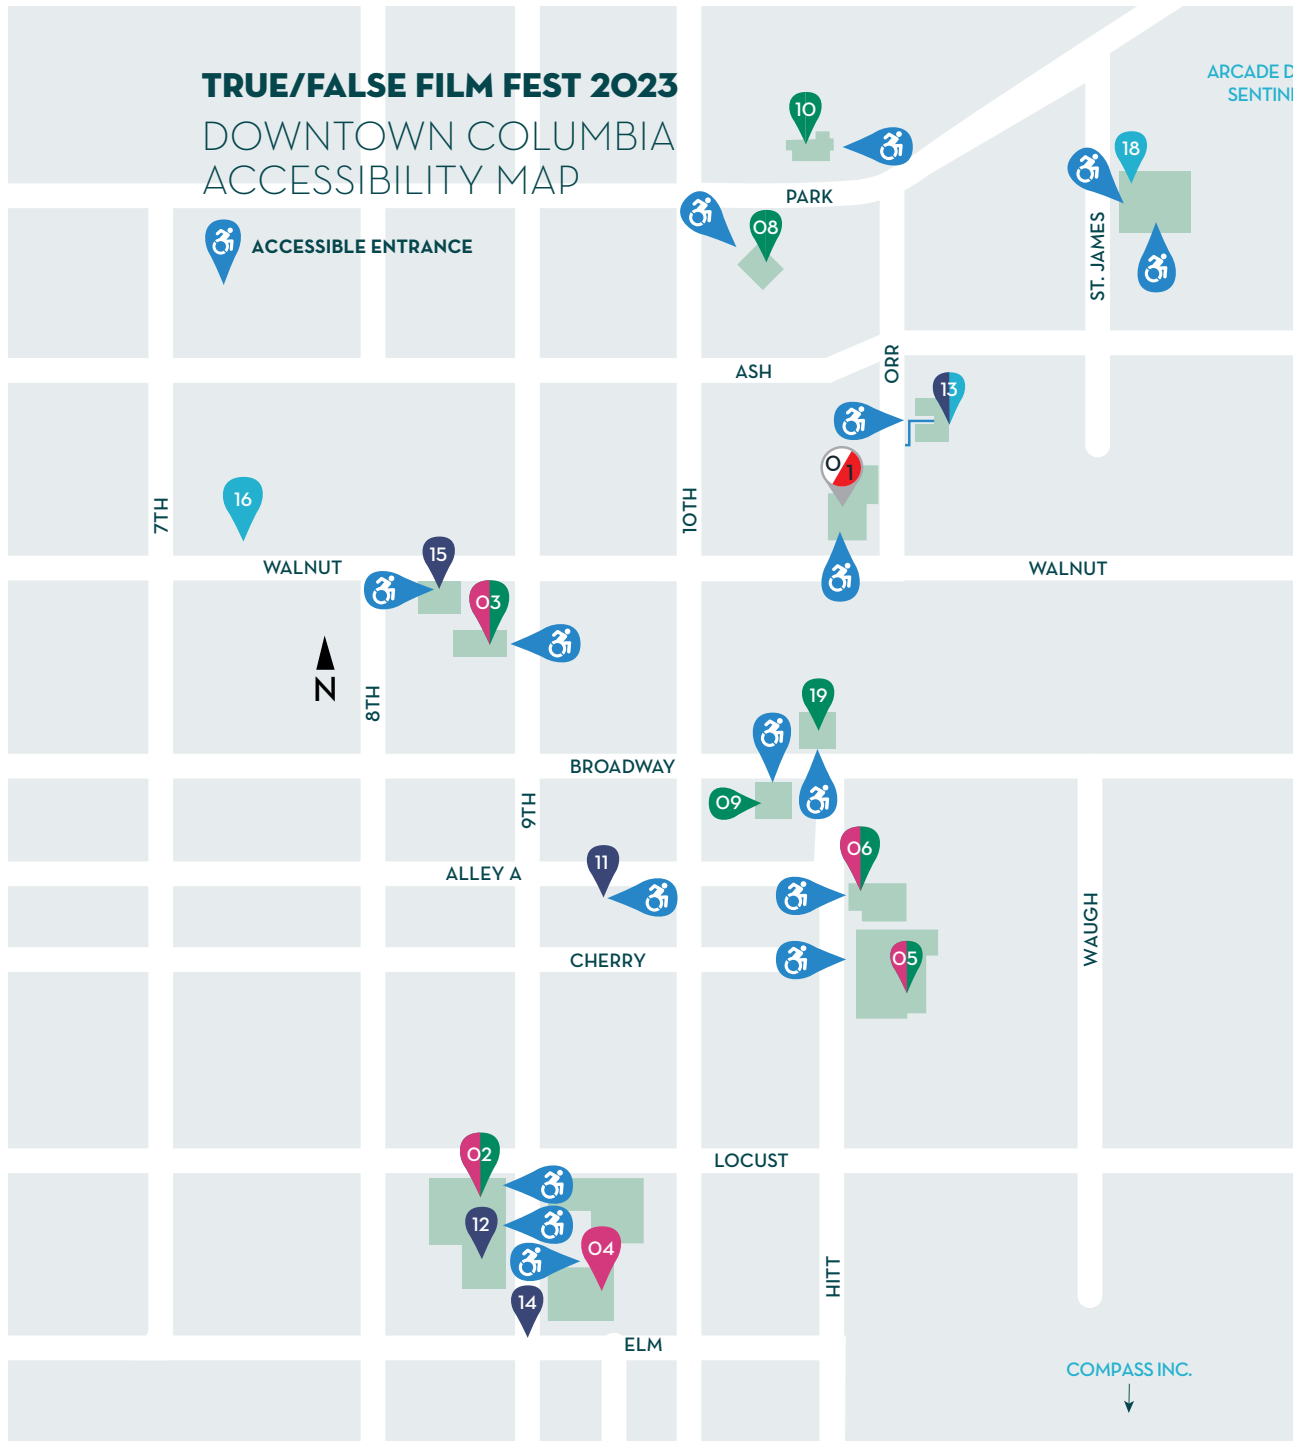 TRUE/FALSE FILM FEST 2023
DOWNTOWN COLUMBIA
ACCESSIBILITY MAP
ACCESSIBLE ENTRANCE
ARCADE D
SENTIN
10
18
PARK
08
ST. JAMES
ASH
ORR
13
01
16
7TH
10TH
WALNUT
15
WALNUT
03
N
8TH
19
BROADWAY
09
9TH
06
11
ALLEY A
WAUGH
CHERRY
05
02
LOCUST
12
04
HITT
14
ELM
COMPASS INC.